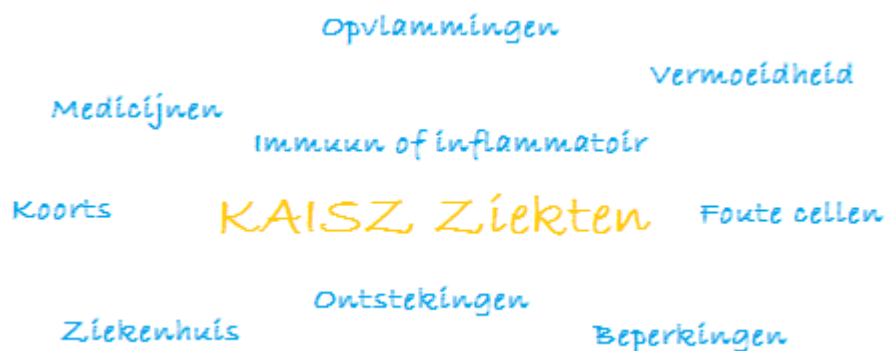 Opvlammingen
Vermoeidheid
Medicijnen
Immuun of inflammatoir
Koorts
KAISZ Ziekten
Foute cellen
Ontstekingen
Ziekenhuis
Beperkingen